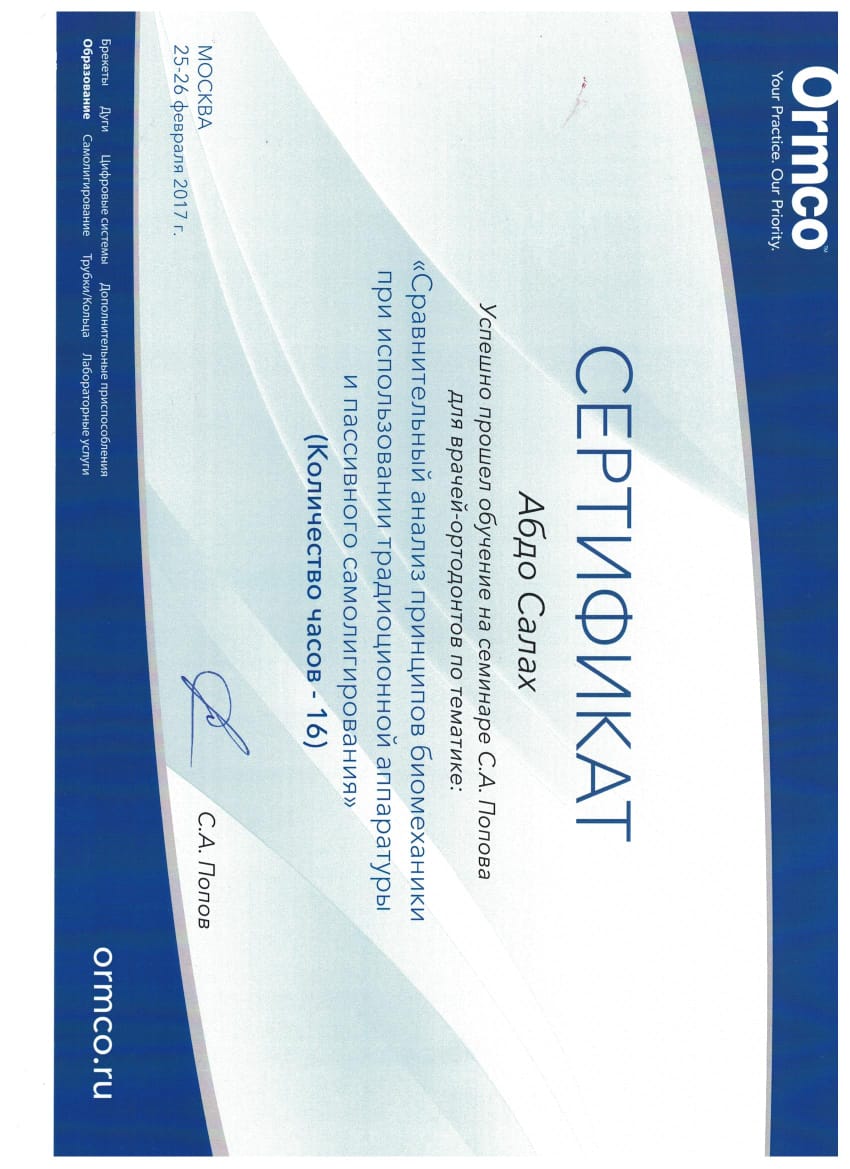 Ormco™
Your Practice. Our Priority.
СЕРТИФИКАТ
Абдо Салах
Успешно прошел обучение на семинаре С.А. Попова
для врачей-ортодонтов по тематике:
«Сравнительный анализ принципов биомеханики
при использовании традиоционной аппаратуры
и пассивного самолигирования»
(Количество часов - 16)
С.А. Попов
МОСКВА
25-26 февраля 2017 г.
Брекеты Дуги Цифровые системы Дополнительные приспособления
Образование Самолигирование Трубки/Кольца Лабораторные услуги
ormco.ru